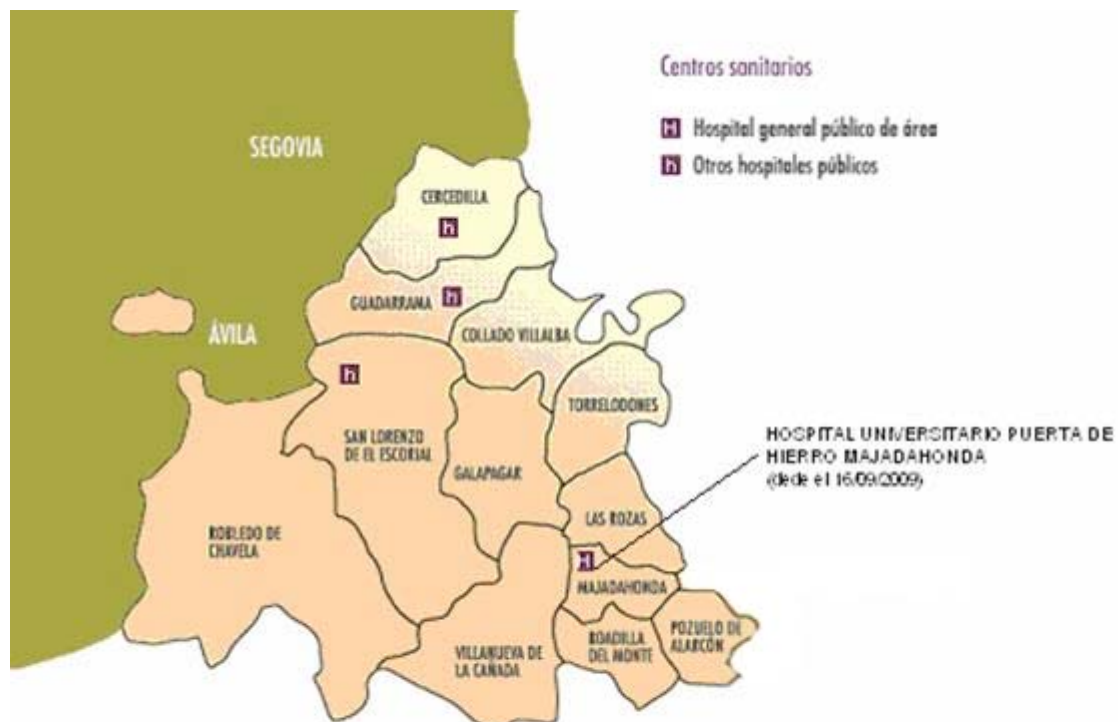 Centros sanitarios
H Hospital general público de área
h Otros hospitales públicos
SEGOVIA
CERCEDILLA
h
GUADARRAMA
h
ÁVILA
COLLADO VILLALBA
h
TORRELODONES
SAN LORENZO
DE EL ESCORIAL
GALAPAGAR
HOSPITAL UNIVERSITARIO PUERTA DE
HIERRO MAJADAHONDA
(dede el 16/09/2009)
LAS ROZAS
ROBLEDO DE
CHAVELA
H
MAJADAHONDA
VILLANUEVA DE
LA CAÑADA
BOADILLA
DEL MONTE
POZUELO DE
ALARCÓN